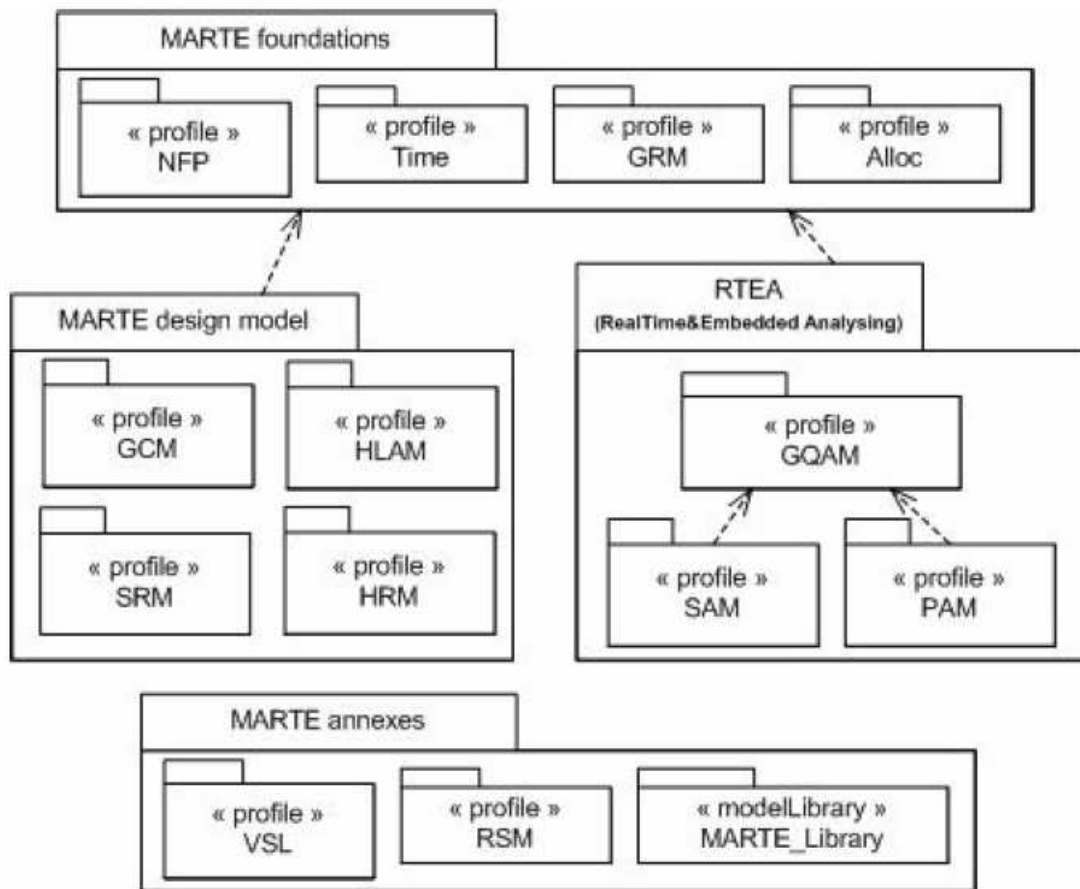 MARTE foundations
« profile »
NFP
« profile »
Time
« profile »
GRM
« profile »
Alloc
MARTE design model
« profile »
GCM
« profile »
HLAM
« profile »
SRM
« profile »
HRM
RTEA
(RealTime&Embedded Analysing)
« profile »
GQAM
« profile »
SAM
« profile »
PAM
MARTE annexes
« profile »
VSL
« profile »
RSM
« modelLibrary »
MARTE_Library